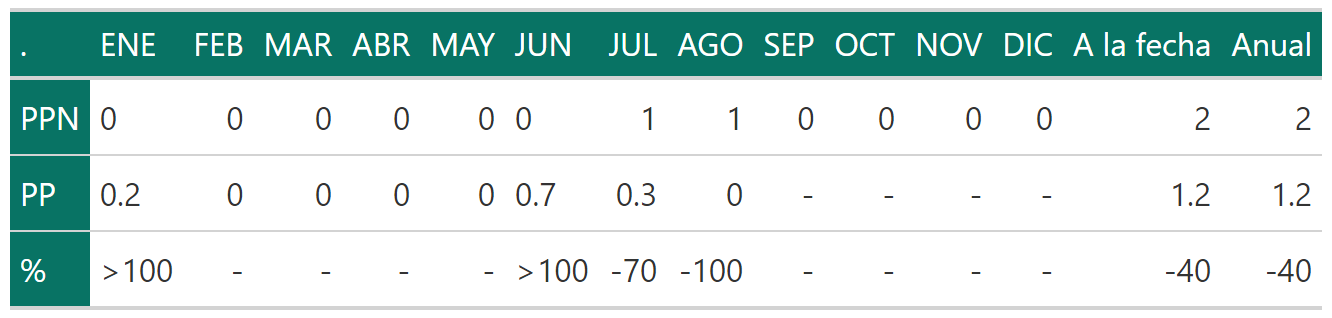 . ENE FEB MAR ABR MAY JUN JUL AGO SEP OCT NOV DIC A la fecha Anual
PPN 0 0 0 0 0 0 1 1 0 0 0 0 2 2
PP 0.2 0 0 0 0 0.7 0.3 0 - - - - 1.2 1.2
% >100 - - - - >100 -70 -100 - - - - -40 -40